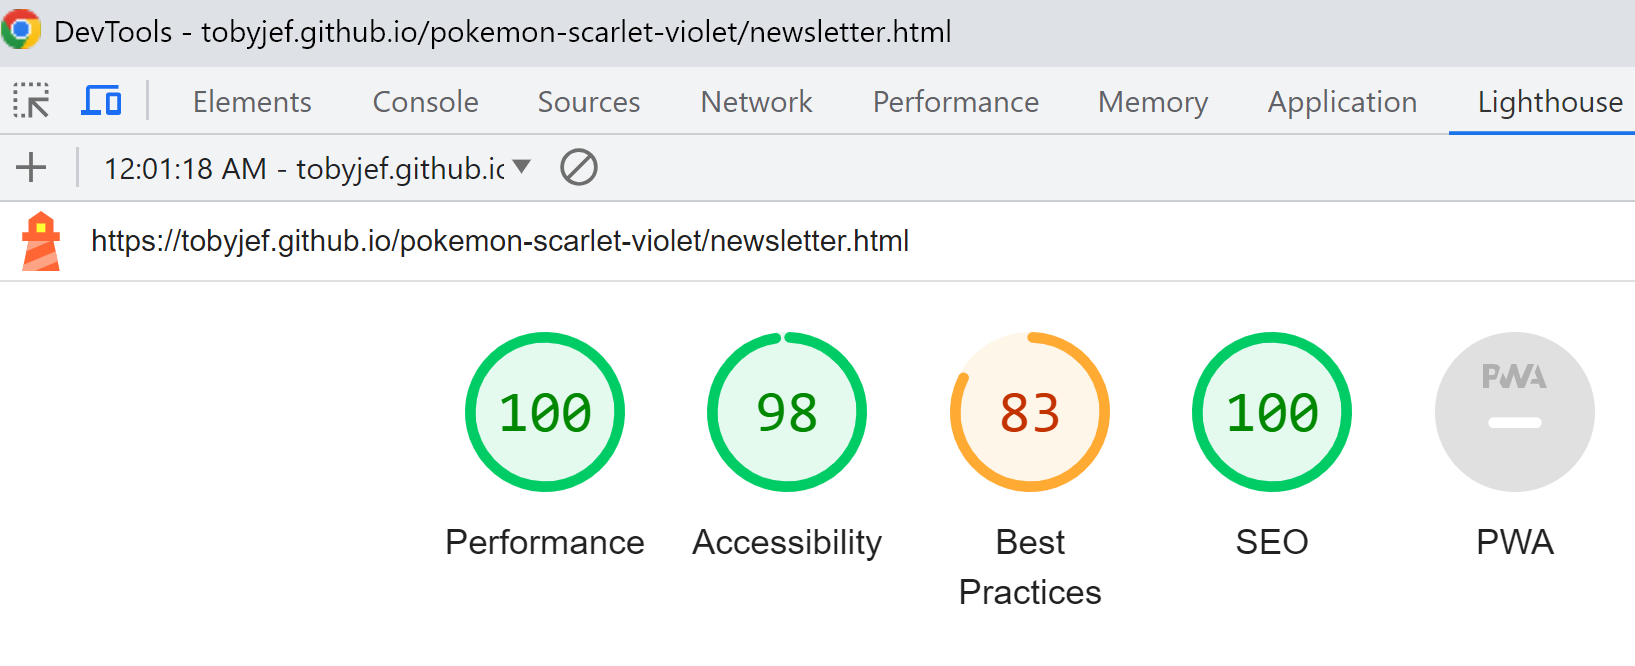 DevTools - tobyjef.github.io/pokemon-scarlet-violet/newsletter.html
Elements Console Sources Network Performance Memory Application Lighthouse
12:01:18 AM - tobyjef.github.io
https://tobyjef.github.io/pokemon-scarlet-violet/newsletter.html
100 98 83 100 PWA
Performance Accessibility Best Practices SEO PWA